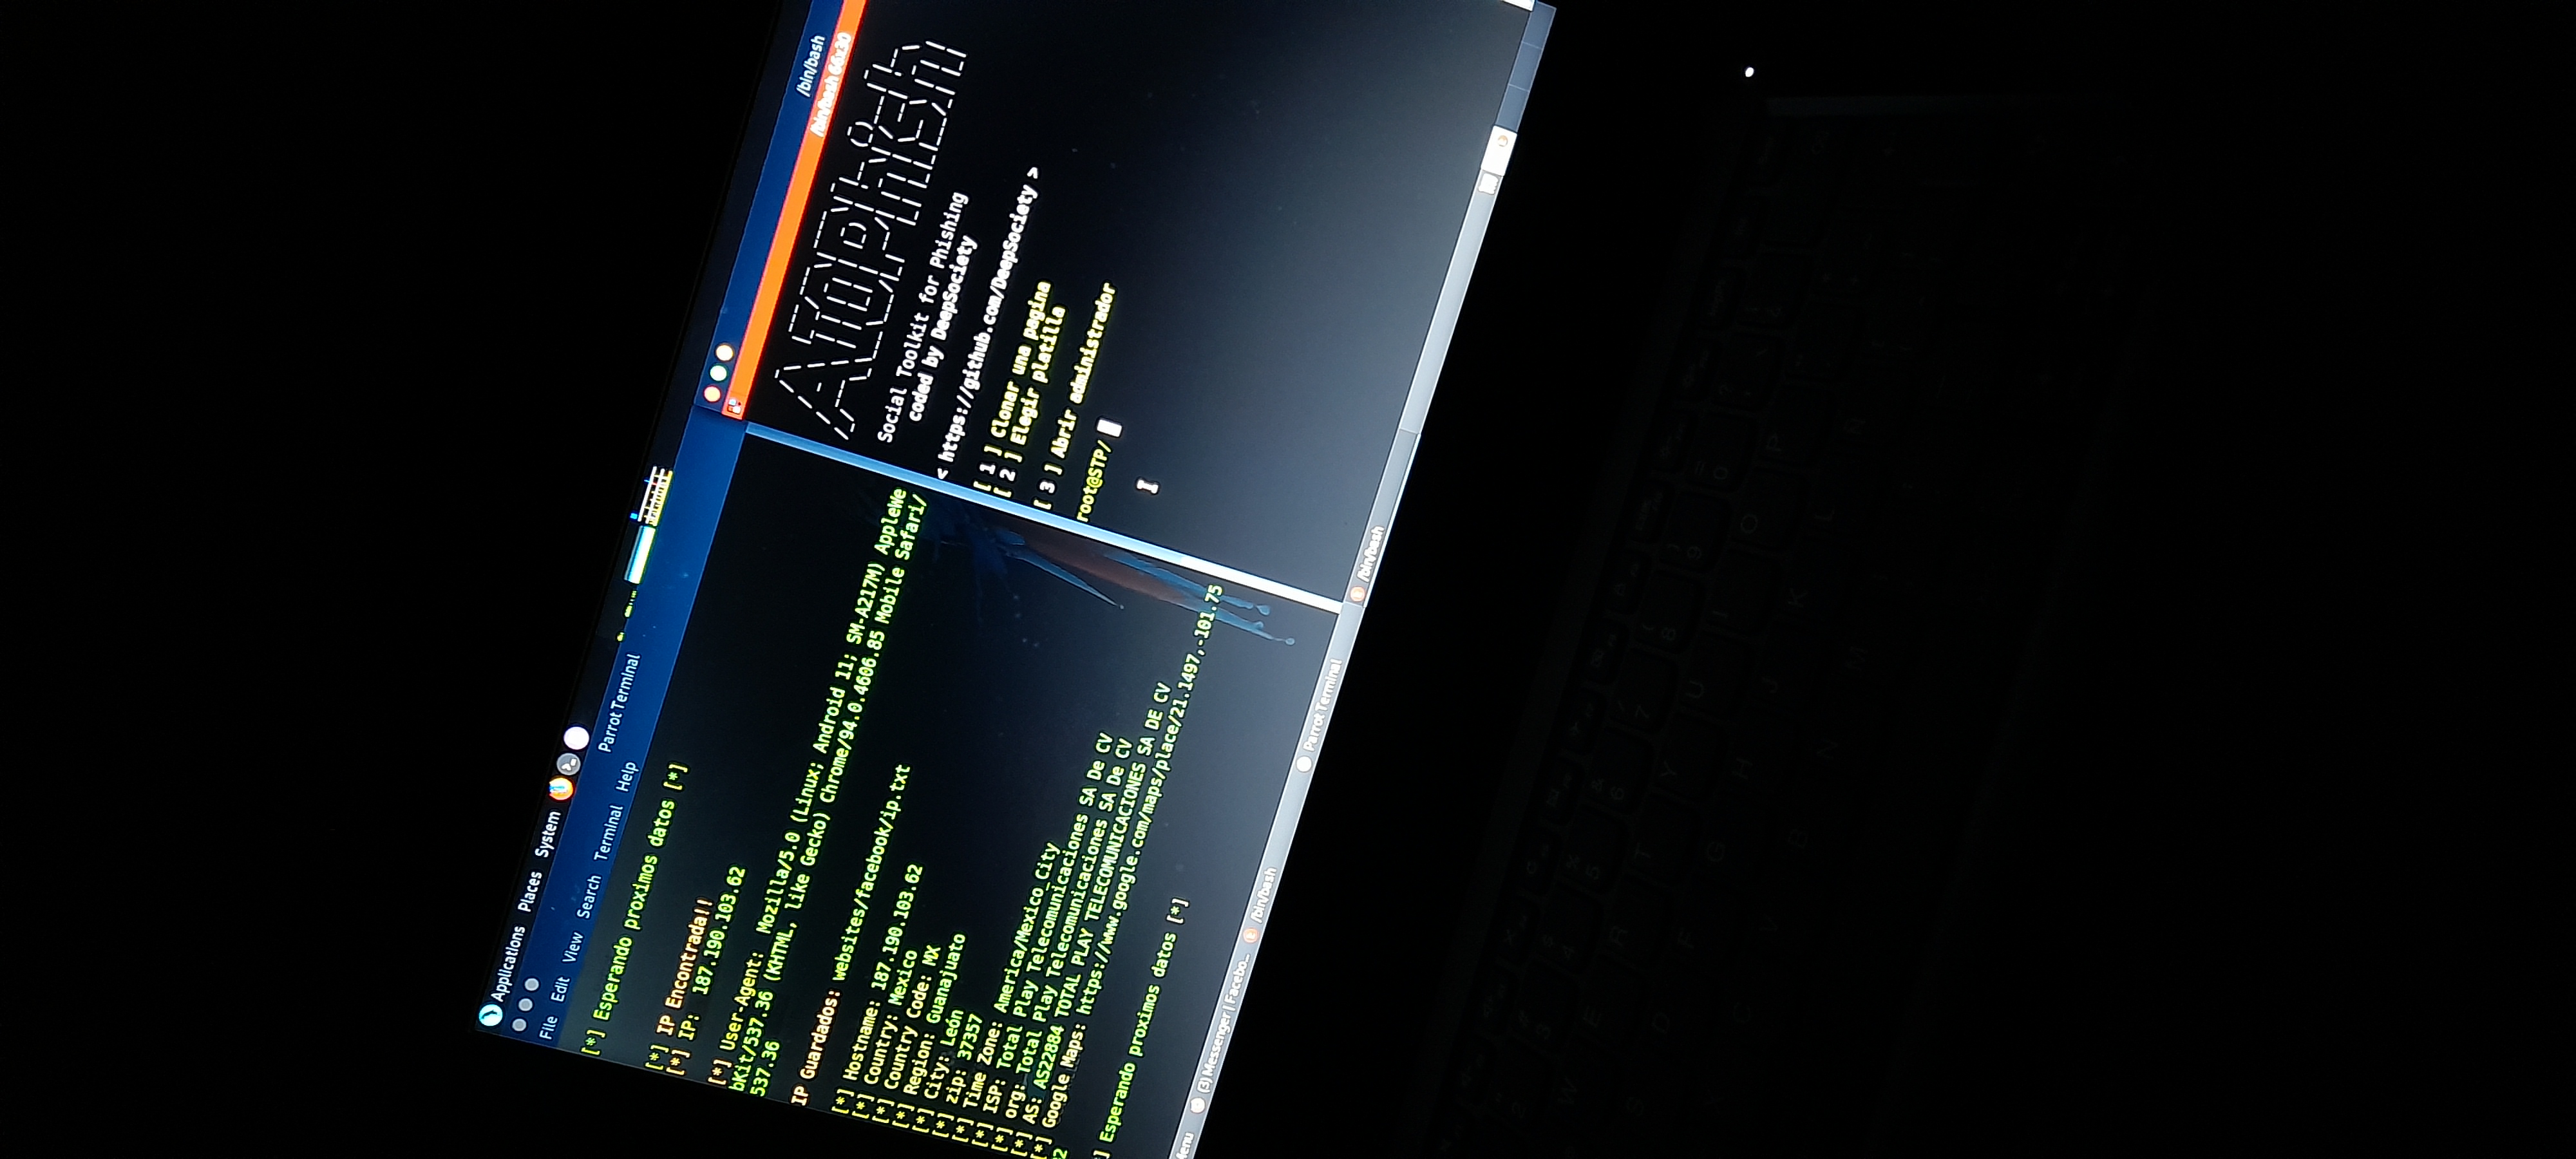 Applications Places System
Parrot Terminal
File Edit View Search Terminal Help
[*] Esperando proximos datos [*]
[*] IP Encontrada!!
[*] IP: 187.190.103.62
[*] User-Agent: Mozilla/5.0 (Linux; Android 11; SM-A217M) AppleWe
bKit/537.36 (KHTML, like Gecko) Chrome/94.0.4606.85 Mobile Safari/
537.36
IP Guardados: websites/facebook/ip.txt
[*] Hostname: 187.190.103.62
[*] Country: Mexico
[*] Country Code: MX
[*] Region: Guanajuato
[*] City: León
[*] zip: 37357
[*] Time Zone: America/Mexico_City
[*] ISP: Total Play Telecomunicaciones SA De CV
[*] org: Total Play Telecomunicaciones SA De CV
[*] AS: AS22884 TOTAL PLAY TELECOMUNICACIONES SA DE CV
[*] Google Maps: https://www.google.com/maps/place/21.1497,-101.75
2
] Esperando proximos datos [*]
/bin/bash
/bin/bash 66x30
AIOPhish
Social Toolkit for Phishing
coded by DeepSociety
< https://github.com/DeepSociety >
[ 1 ] Clonar una pagina
[ 2 ] Elegir platilla
[ 3 ] Abrir administrador
root@STP/
Menu
(3) Messenger | Facebo...
/bin/bash
Parrot Terminal
/bin/bash